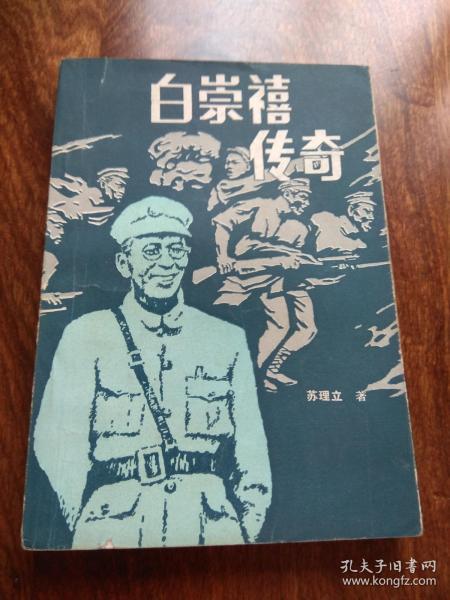 白崇禧
传奇
苏理立 著
孔夫子旧书网
www.kongfz.com